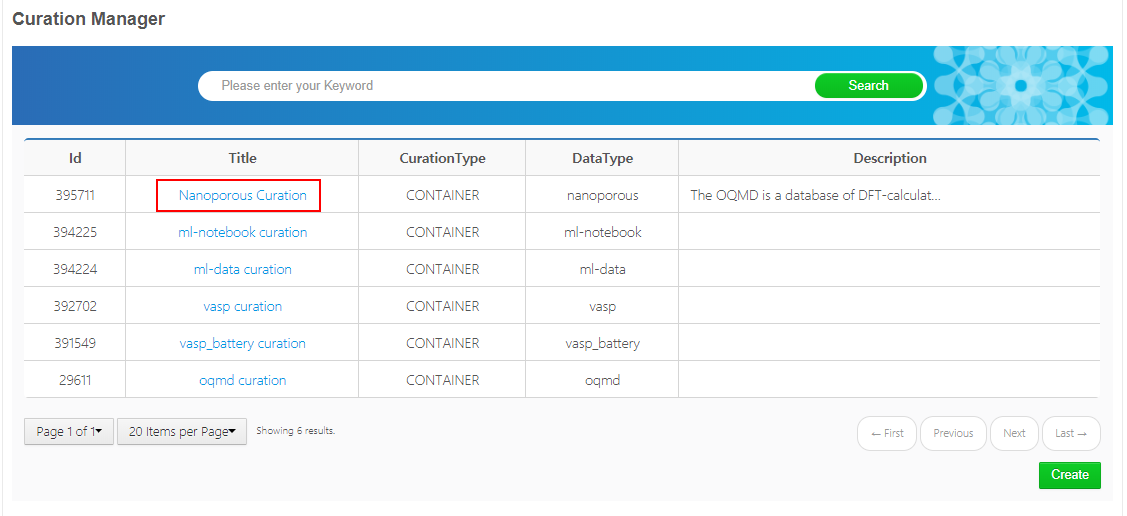 Curation Manager
Please enter your Keyword Search
Id Title CurationType DataType Description
395711 Nanoporous Curation CONTAINER nanoporous The OQMD is a database of DFT-calculat...
394225 ml-notebook curation CONTAINER ml-notebook
394224 ml-data curation CONTAINER ml-data
392702 vasp curation CONTAINER vasp
391549 vasp_battery curation CONTAINER vasp_battery
29611 oqmd curation CONTAINER oqmd
Page 1 of 1 20 Items per Page Showing 6 results. ← First Previous Next Last →
Create